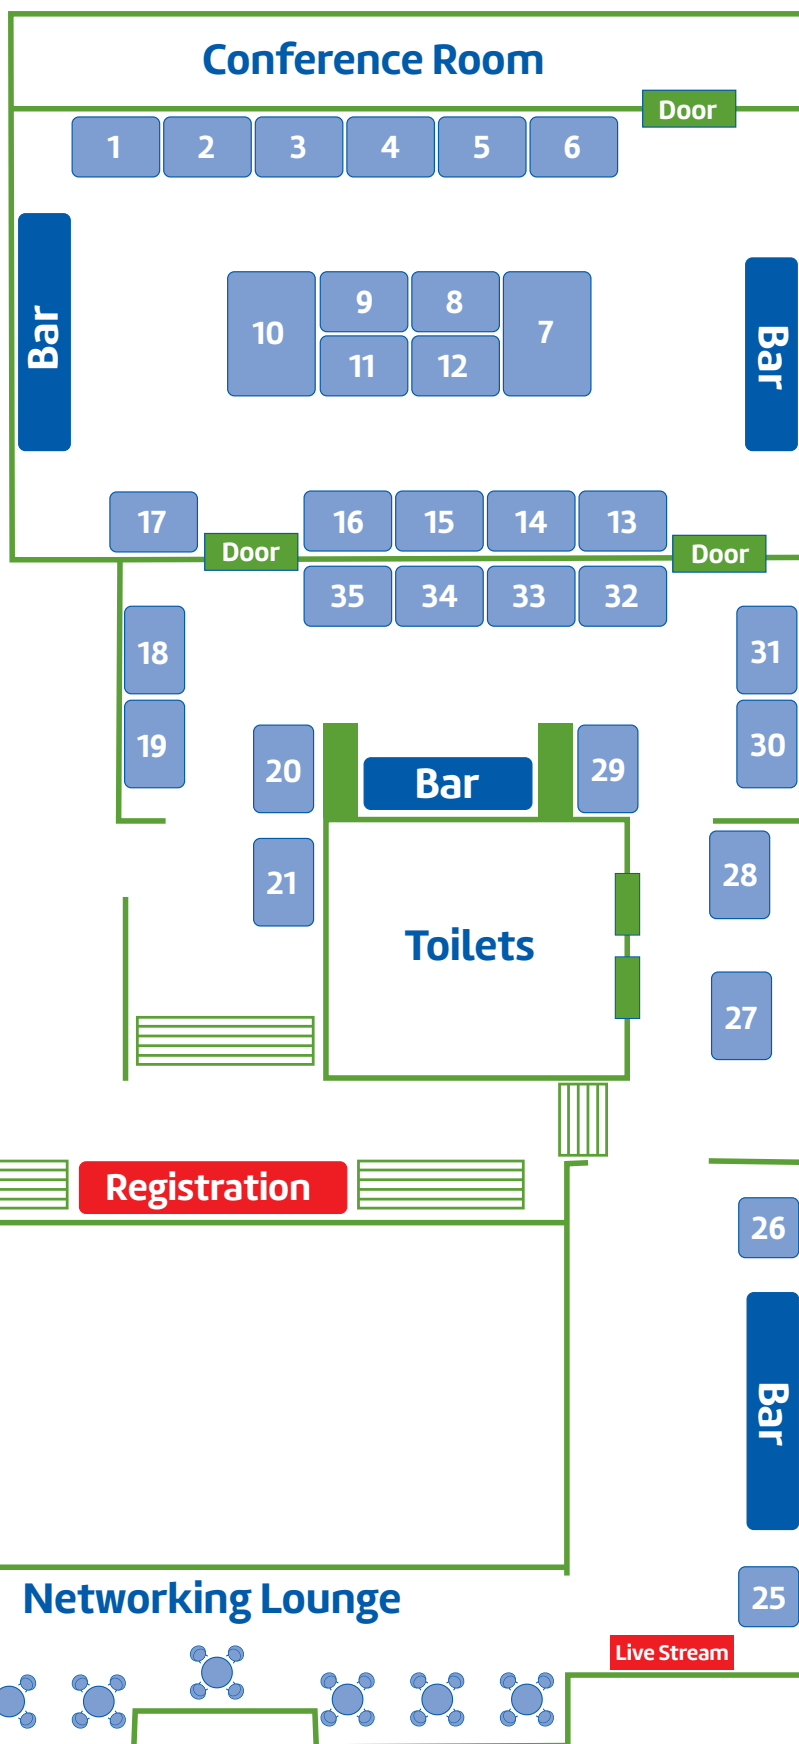 Conference Room
Door
1 2 3 4 5 6
Bar
Bar
10 9 8 7
11 12
17 16 15 14 13
Door
Door
35 34 33 32
18
31
19
30
20
Bar
29
21
28
Toilets
27
Registration
26
Bar
25
Networking Lounge
Live Stream